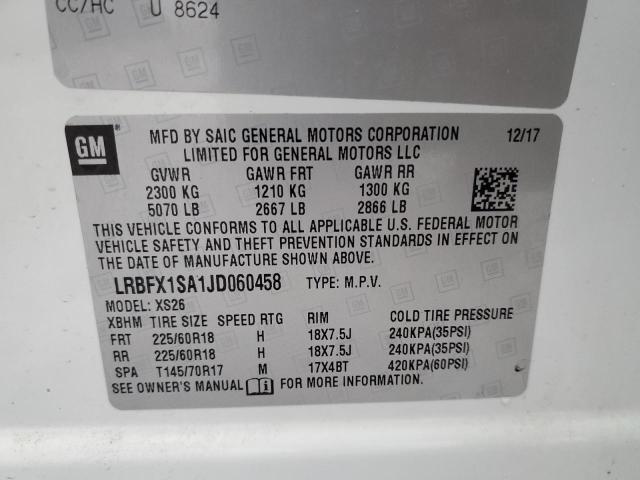 CC/HC U 8624
GM
MFD BY SAIC GENERAL MOTORS CORPORATION 12/17
LIMITED FOR GENERAL MOTORS LLC
GVWR GAWR FRT GAWR RR
2300 KG 1210 KG 1300 KG
5070 LB 2667 LB 2866 LB
THIS VEHICLE CONFORMS TO ALL APPLICABLE U.S. FEDERAL MOTOR
VEHICLE SAFETY AND THEFT PREVENTION STANDARDS IN EFFECT ON
THE DATE OF MANUFACTURE SHOWN ABOVE.
LRBFX1SA1JD060458 TYPE: M.P.V.
MODEL: XS26
XBHM TIRE SIZE SPEED RTG RIM COLD TIRE PRESSURE
FRT 225/60R18 H 18X7.5J 240KPA(35PSI)
RR 225/60R18 H 18X7.5J 240KPA(35PSI)
SPA T145/70R17 M 17X4BT 420KPA(60PSI)
SEE OWNER'S MANUAL FOR MORE INFORMATION.